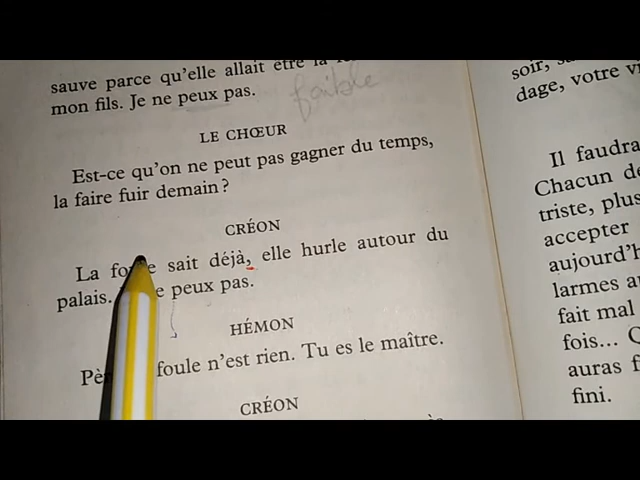 sauve parce qu'elle allait être la
mon fils. Je ne peux pas.
faible
LE CHŒUR
Est-ce qu'on ne peut pas gagner du temps,
la faire fuir demain ?
CRÉON
La sait déjà, elle hurle autour du
palais. peux pas.
HÉMON
foule n'est rien. Tu es le maître.
CRÉON
soir,
dage, votre
Il faudra
Chacun
triste, plus
accepter
aujourd'h
larmes
fait mal
fois...
auras
fini.